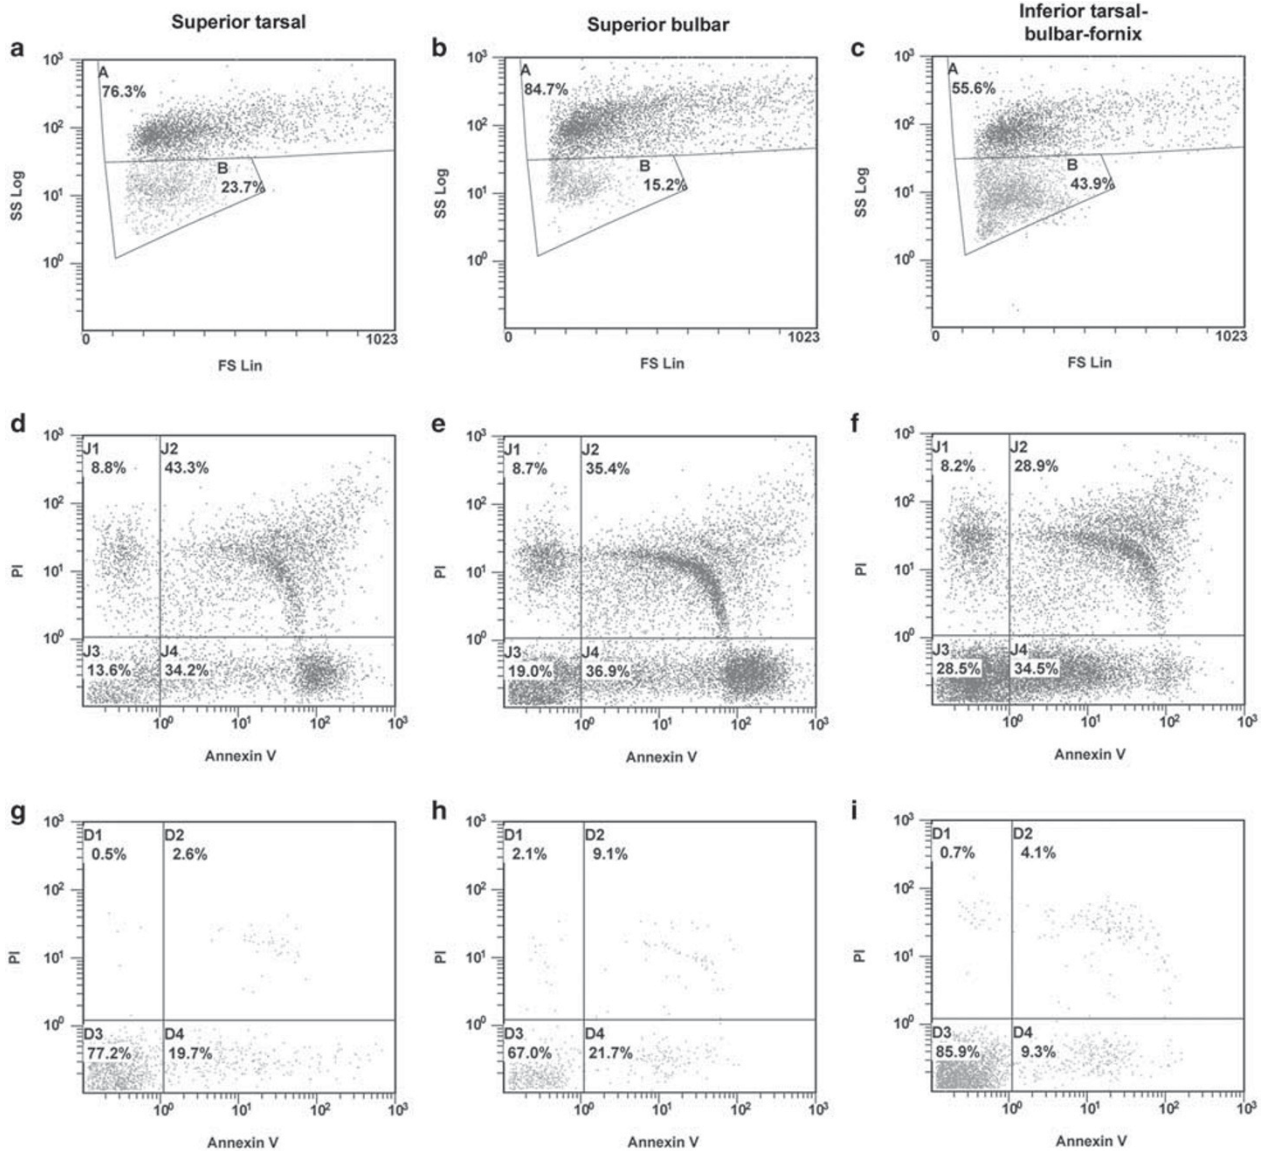 Superior tarsal
Superior bulbar
Inferior tarsal-
bulbar-fornix
a
10³
A
76.3%
10²
B
23.7%
10¹
10⁰
SS Log
0
1023
FS Lin
b
10³
A
84.7%
10²
B
15.2%
10¹
10⁰
SS Log
0
1023
FS Lin
c
10³
A
55.6%
10²
B
43.9%
10¹
10⁰
SS Log
0
1023
FS Lin
d
10³
J1
8.8%
J2
43.3%
10²
PI
10¹
10⁰
J3
13.6%
J4
34.2%
10⁰ 10¹ 10² 10³
Annexin V
e
10³
J1
8.7%
J2
35.4%
10²
PI
10¹
10⁰
J3
19.0%
J4
36.9%
10⁰ 10¹ 10² 10³
Annexin V
f
10³
J1
8.2%
J2
28.9%
10²
PI
10¹
10⁰
J3
28.5%
J4
34.5%
10⁰ 10¹ 10² 10³
Annexin V
g
10³
D1
0.5%
D2
2.6%
10²
PI
10¹
10⁰
D3
77.2%
D4
19.7%
10⁰ 10¹ 10² 10³
Annexin V
h
10³
D1
2.1%
D2
9.1%
10²
PI
10¹
10⁰
D3
67.0%
D4
21.7%
10⁰ 10¹ 10² 10³
Annexin V
i
10³
D1
0.7%
D2
4.1%
10²
PI
10¹
10⁰
D3
85.9%
D4
9.3%
10⁰ 10¹ 10² 10³
Annexin V